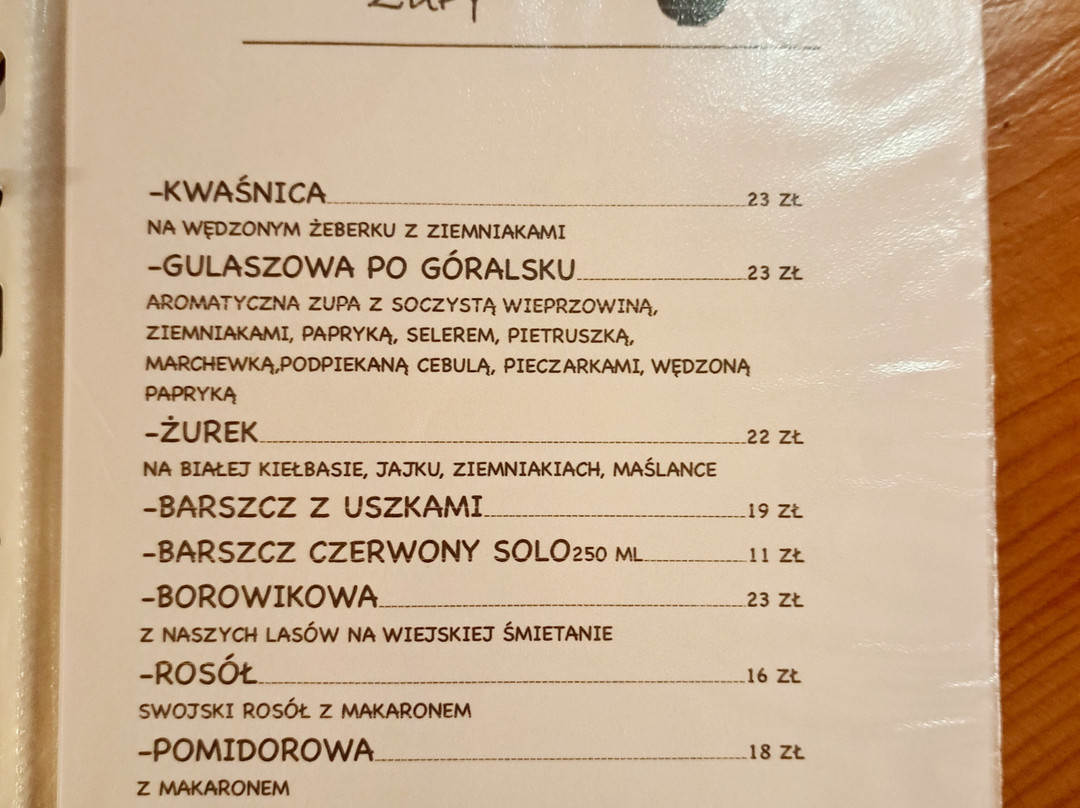 Zupy
-KWAŚNICA 23 ZŁ
NA WĘDZONYM ŻEBERKU Z ZIEMNIAKAMI
-GULASZOWA PO GÓRALSKU 23 ZŁ
AROMATYCZNA ZUPA Z SOCZYSTĄ WIEPRZOWINĄ,
ZIEMNIAKAMI, PAPRYKĄ, SELEREM, PIETRUSZKĄ,
MARCHEWKĄ,PODPIEKANĄ CEBULĄ, PIECZARKAMI, WĘDZONĄ
PAPRYKĄ
-ŻUREK 22 ZŁ
NA BIAŁEJ KIEŁBASIE, JAJKU, ZIEMNIAKIACH, MAŚLANCE
-BARSZCZ Z USZKAMI 19 ZŁ
-BARSZCZ CZERWONY SOLO250 ML 11 ZŁ
-BOROWIKOWA 23 ZŁ
Z NASZYCH LASÓW NA WIEJSKIEJ ŚMIETANIE
-ROSÓŁ 16 ZŁ
SWOJSKI ROSÓŁ Z MAKARONEM
-POMIDOROWA 18 ZŁ
Z MAKARONEM